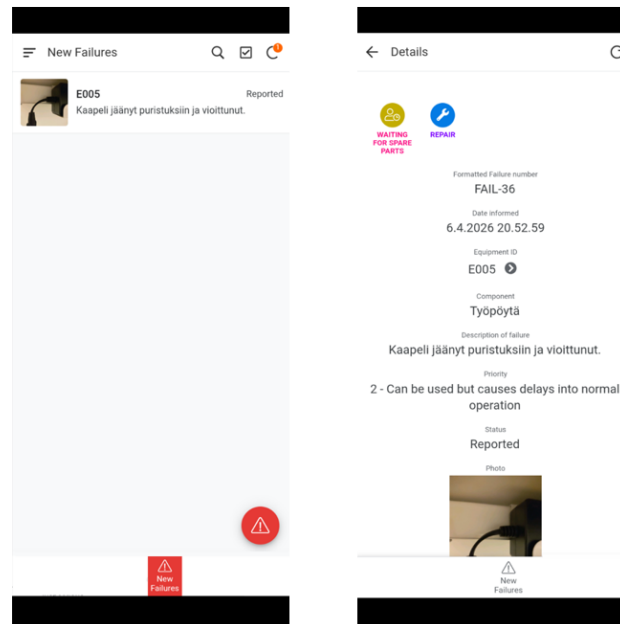 New Failures
1
E005
Reported
Kaapeli jäänyt puristuksiin ja vioittunut.
New
Failures
Details
WAITING
FOR SPARE
PARTS
REPAIR
Formatted Failure number
FAIL-36
Date informed
6.4.2026 20.52.59
Equipment ID
E005
Component
Työpöytä
Description of failure
Kaapeli jäänyt puristuksiin ja vioittunut.
Priority
2 - Can be used but causes delays into normal
operation
Status
Reported
Photo
New
Failures